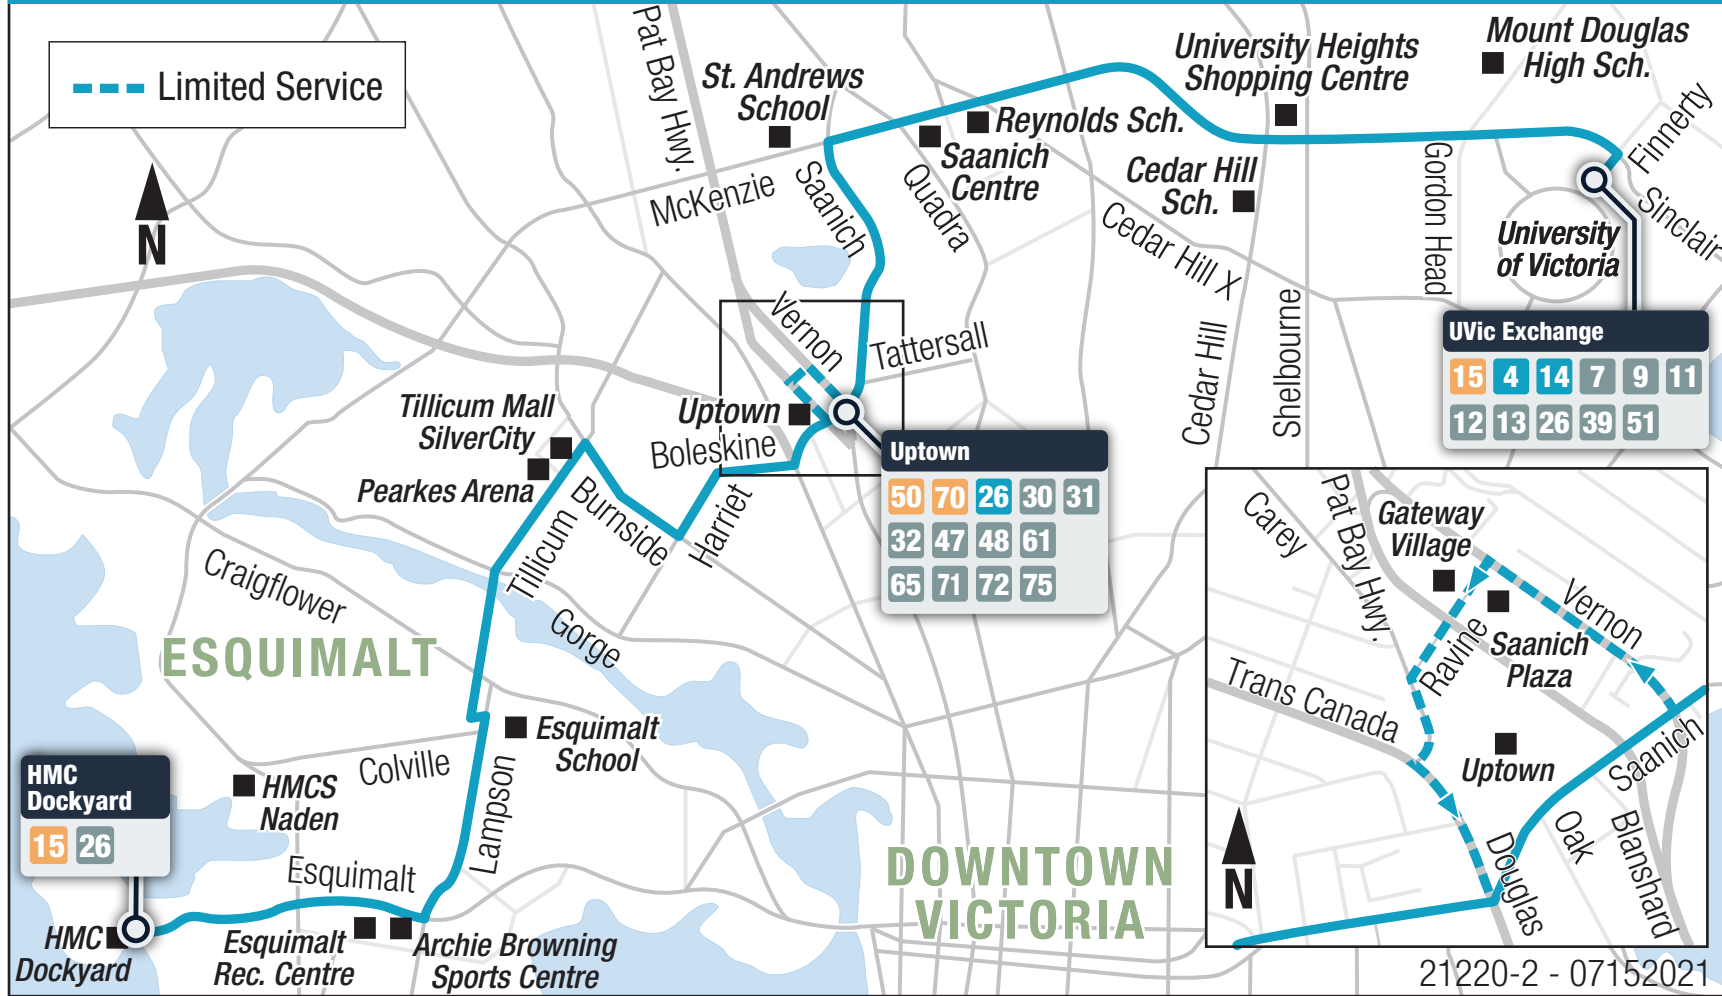 Limited Service
Pat Bay Hwy.
St. Andrews
School
University Heights
Shopping Centre
Mount Douglas
High Sch.
Reynolds Sch.
Saanich
Centre
Cedar Hill
Sch.
Finnerty
Sinclair
Gordon Head
University
of Victoria
McKenzie
Saanich
Quadra
Cedar Hill X
N
Vernon
Tattersall
Cedar Hill
Shelbourne
UVic Exchange
15 4 14 7 9 11
12 13 26 39 51
Tillicum Mall
SilverCity
Pearkes Arena
Uptown
Boleskine
Uptown
50 70 26 30 31
32 47 48 61
65 71 72 75
Burnside
Harriet
Tillicum
Craigflower
Gorge
ESQUIMALT
Esquimalt
School
Colville
Lampson
HMC
Dockyard
15 26
HMCS
Naden
Esquimalt
HMC
Dockyard
Esquimalt
Rec. Centre
Archie Browning
Sports Centre
DOWNTOWN
VICTORIA
Carey
Pat Bay Hwy.
Gateway
Village
Vernon
Ravine
Saanich
Plaza
Trans Canada
Uptown
Saanich
Oak
Blanshard
Douglas
N
21220-2 - 07152021